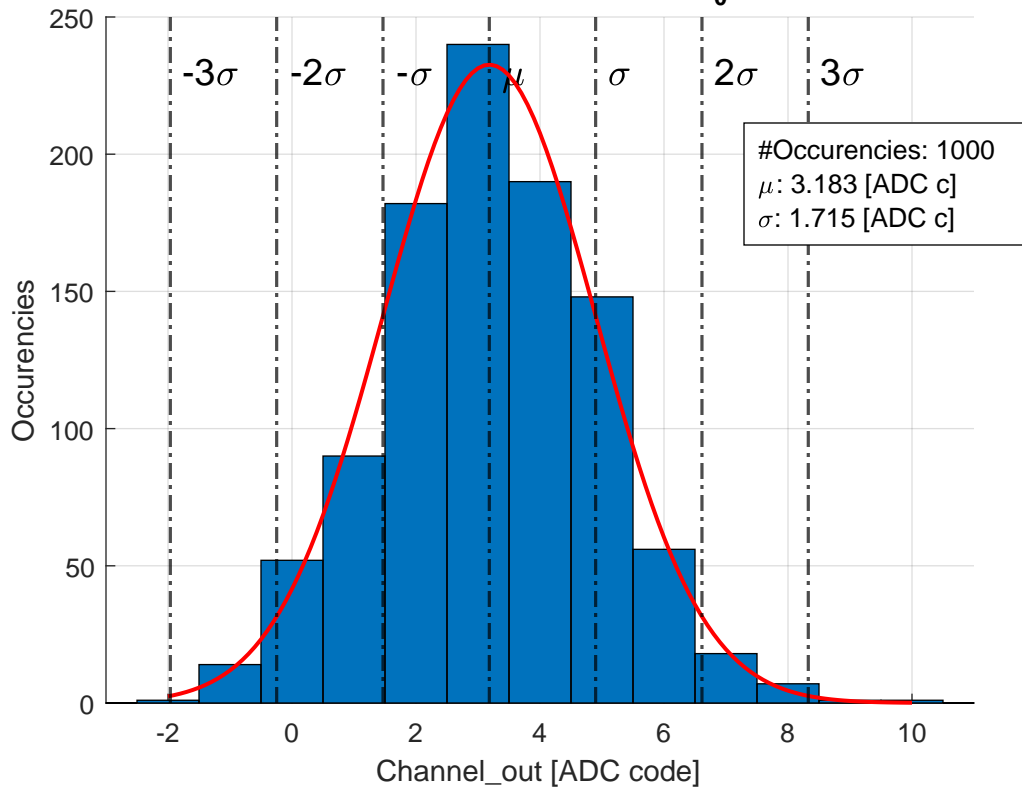 0
250
200
150
100
50
0
Occurencies
-3σ -2σ -σ μ σ 2σ 3σ
#Occurencies: 1000
μ: 3.183 [ADC c]
σ: 1.715 [ADC c]
-2 0 2 4 6 8 10
Channel_out [ADC code]